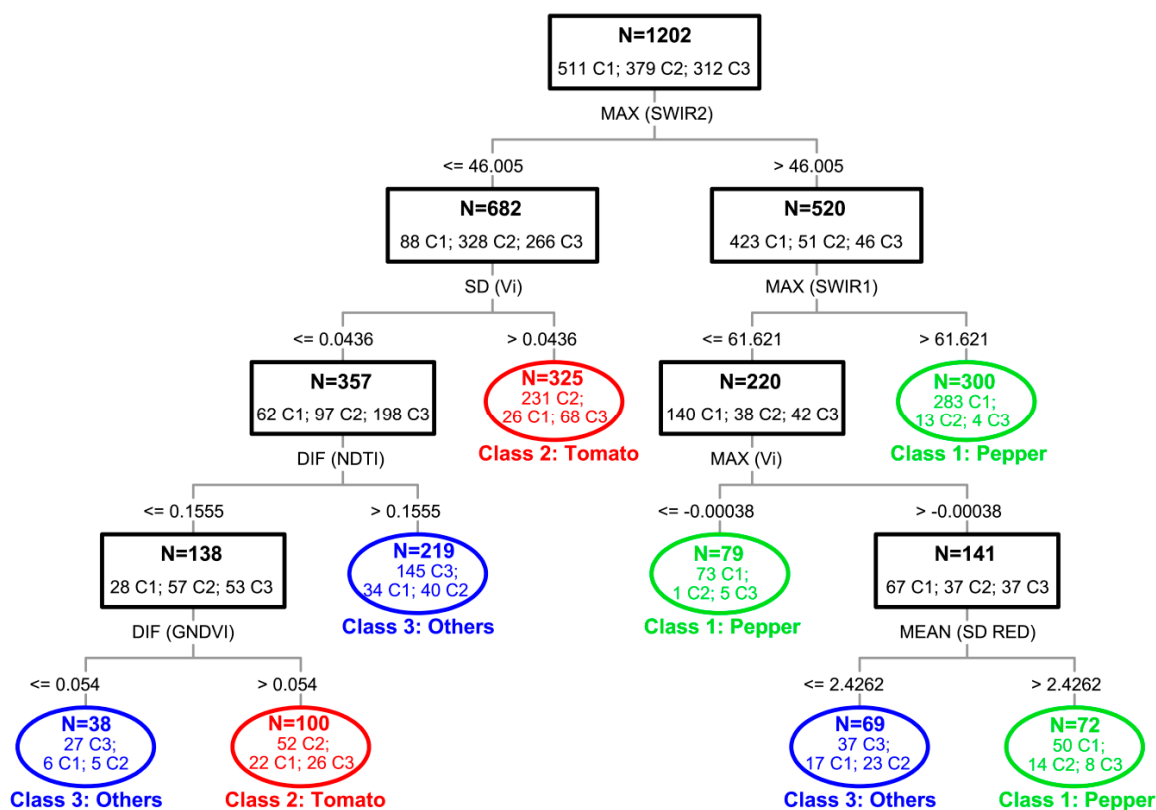 N=1202
511 C1; 379 C2; 312 C3
MAX (SWIR2)
<= 46.005
> 46.005
N=682
88 C1; 328 C2; 266 C3
N=520
423 C1; 51 C2; 46 C3
SD (Vi)
MAX (SWIR1)
<= 0.0436
> 0.0436
<= 61.621
> 61.621
N=357
62 C1; 97 C2; 198 C3
N=325
231 C2;
26 C1; 68 C3
Class 2: Tomato
N=220
140 C1; 38 C2; 42 C3
N=300
283 C1;
13 C2; 4 C3
Class 1: Pepper
DIF (NDTI)
MAX (Vi)
<= 0.1555
> 0.1555
<= -0.00038
> -0.00038
N=138
28 C1; 57 C2; 53 C3
N=219
145 C3;
34 C1; 40 C2
Class 3: Others
N=79
73 C1;
1 C2; 5 C3
Class 1: Pepper
N=141
67 C1; 37 C2; 37 C3
DIF (GNDVI)
MEAN (SD RED)
<= 0.054
> 0.054
<= 2.4262
> 2.4262
N=38
27 C3;
6 C1; 5 C2
Class 3: Others
N=100
52 C2;
22 C1; 26 C3
Class 2: Tomato
N=69
37 C3;
17 C1; 23 C2
Class 3: Others
N=72
50 C1;
14 C2; 8 C3
Class 1: Pepper